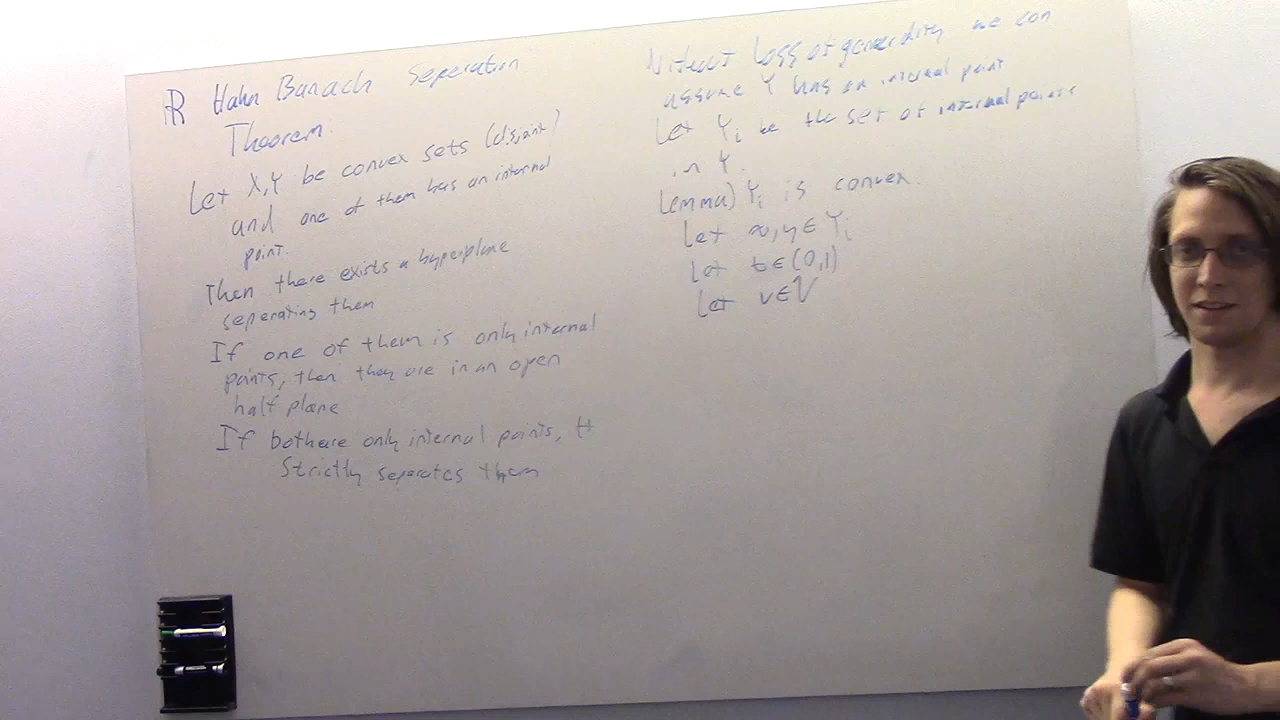 ℝ Hahn Banach Seperation
Theorem.
Let X,Y be convex sets (disjoint)
and one of them has an internal
point.
Then there exists a hyperplane
seperating them
If one of them is only internal
points, then they are in an open
half plane
If both are only internal points, H
Strictly seperates them
Without Loss of generality we can
assume Y has an internal point
Let Y_i be the set of internal points
in Y.
Lemma) Y_i is convex.
Let x,y ∈ Y_i
Let t ∈ (0,1)
Let v ∈ V